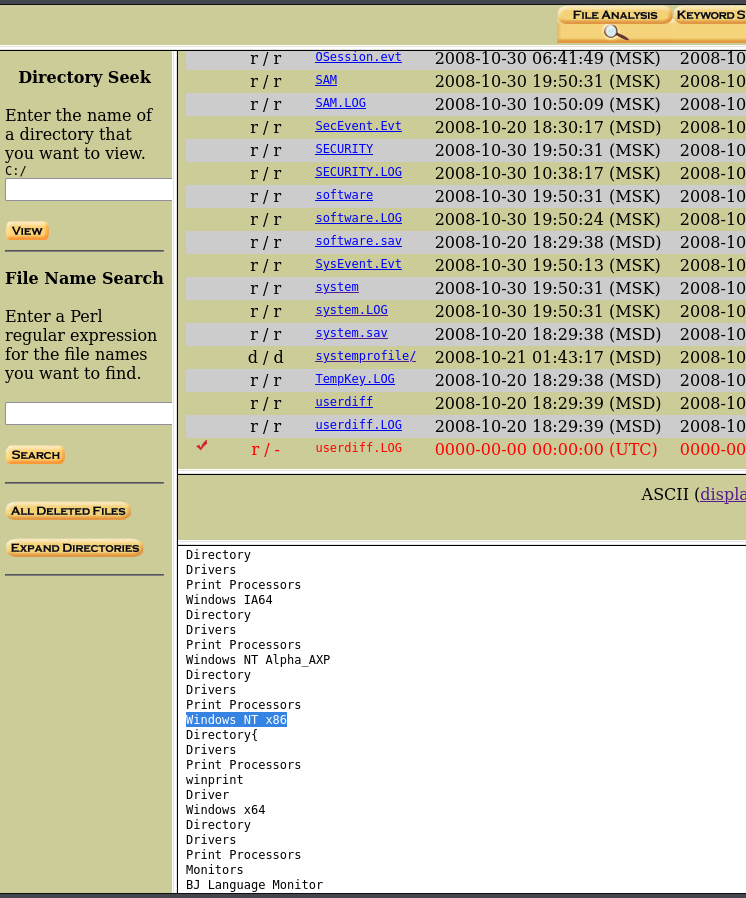 FILE ANALYSIS KEYWORD S
Directory Seek
Enter the name of
a directory that
you want to view.
C:/
VIEW
File Name Search
Enter a Perl
regular expression
for the file names
you want to find.
SEARCH
ALL DELETED FILES
EXPAND DIRECTORIES
r / r OSession.evt 2008-10-30 06:41:49 (MSK) 2008-10
r / r SAM 2008-10-30 19:50:31 (MSK) 2008-10
r / r SAM.LOG 2008-10-30 10:50:09 (MSK) 2008-10
r / r SecEvent.Evt 2008-10-20 18:30:17 (MSD) 2008-10
r / r SECURITY 2008-10-30 19:50:31 (MSK) 2008-10
r / r SECURITY.LOG 2008-10-30 10:38:17 (MSK) 2008-10
r / r software 2008-10-30 19:50:31 (MSK) 2008-10
r / r software.LOG 2008-10-30 19:50:24 (MSK) 2008-10
r / r software.sav 2008-10-20 18:29:38 (MSD) 2008-10
r / r SysEvent.Evt 2008-10-30 19:50:13 (MSK) 2008-10
r / r system 2008-10-30 19:50:31 (MSK) 2008-10
r / r system.LOG 2008-10-30 19:50:31 (MSK) 2008-10
r / r system.sav 2008-10-20 18:29:38 (MSD) 2008-10
d / d systemprofile/ 2008-10-21 01:43:17 (MSD) 2008-10
r / r TempKey.LOG 2008-10-20 18:29:38 (MSD) 2008-10
r / r userdiff 2008-10-20 18:29:39 (MSD) 2008-10
r / r userdiff.LOG 2008-10-20 18:29:39 (MSD) 2008-10
r / - userdiff.LOG 0000-00-00 00:00:00 (UTC) 0000-00
ASCII (displa
Directory
Drivers
Print Processors
Windows IA64
Directory
Drivers
Print Processors
Windows NT Alpha_AXP
Directory
Drivers
Print Processors
Windows NT x86
Directory{
Drivers
Print Processors
winprint
Driver
Windows x64
Directory
Drivers
Print Processors
Monitors
BJ Language Monitor